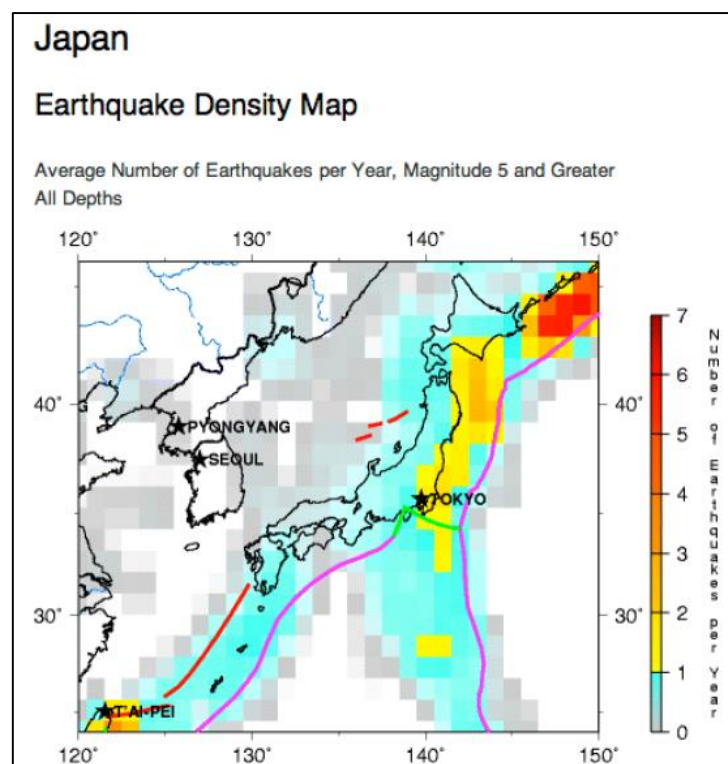 Japan
Earthquake Density Map
Average Number of Earthquakes per Year, Magnitude 5 and Greater
All Depths
120˚ 130˚ 140˚ 150˚
7
6
5
4
3
2
1
0
Number of Earthquakes per Year
40˚
G
PYONGYANG
SEOUL
TOKYO
30˚ 30˚
T'AI-PEI
120˚ 130˚ 140˚ 150˚